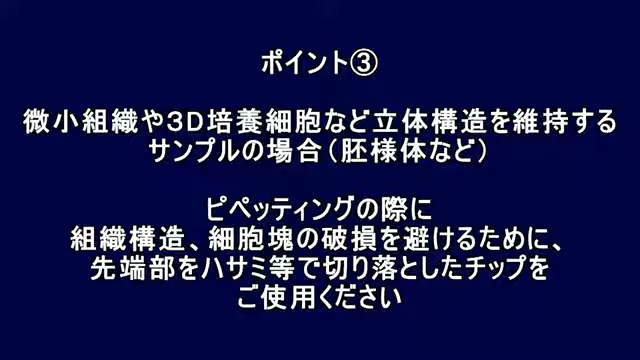 ポイント③
微小組織や3D培養細胞など立体構造を維持する
サンプルの場合（胚様体など）
ピペッティングの際に
組織構造、細胞塊の破損を避けるために、
先端部をハサミ等で切り落としたチップを
ご使用ください